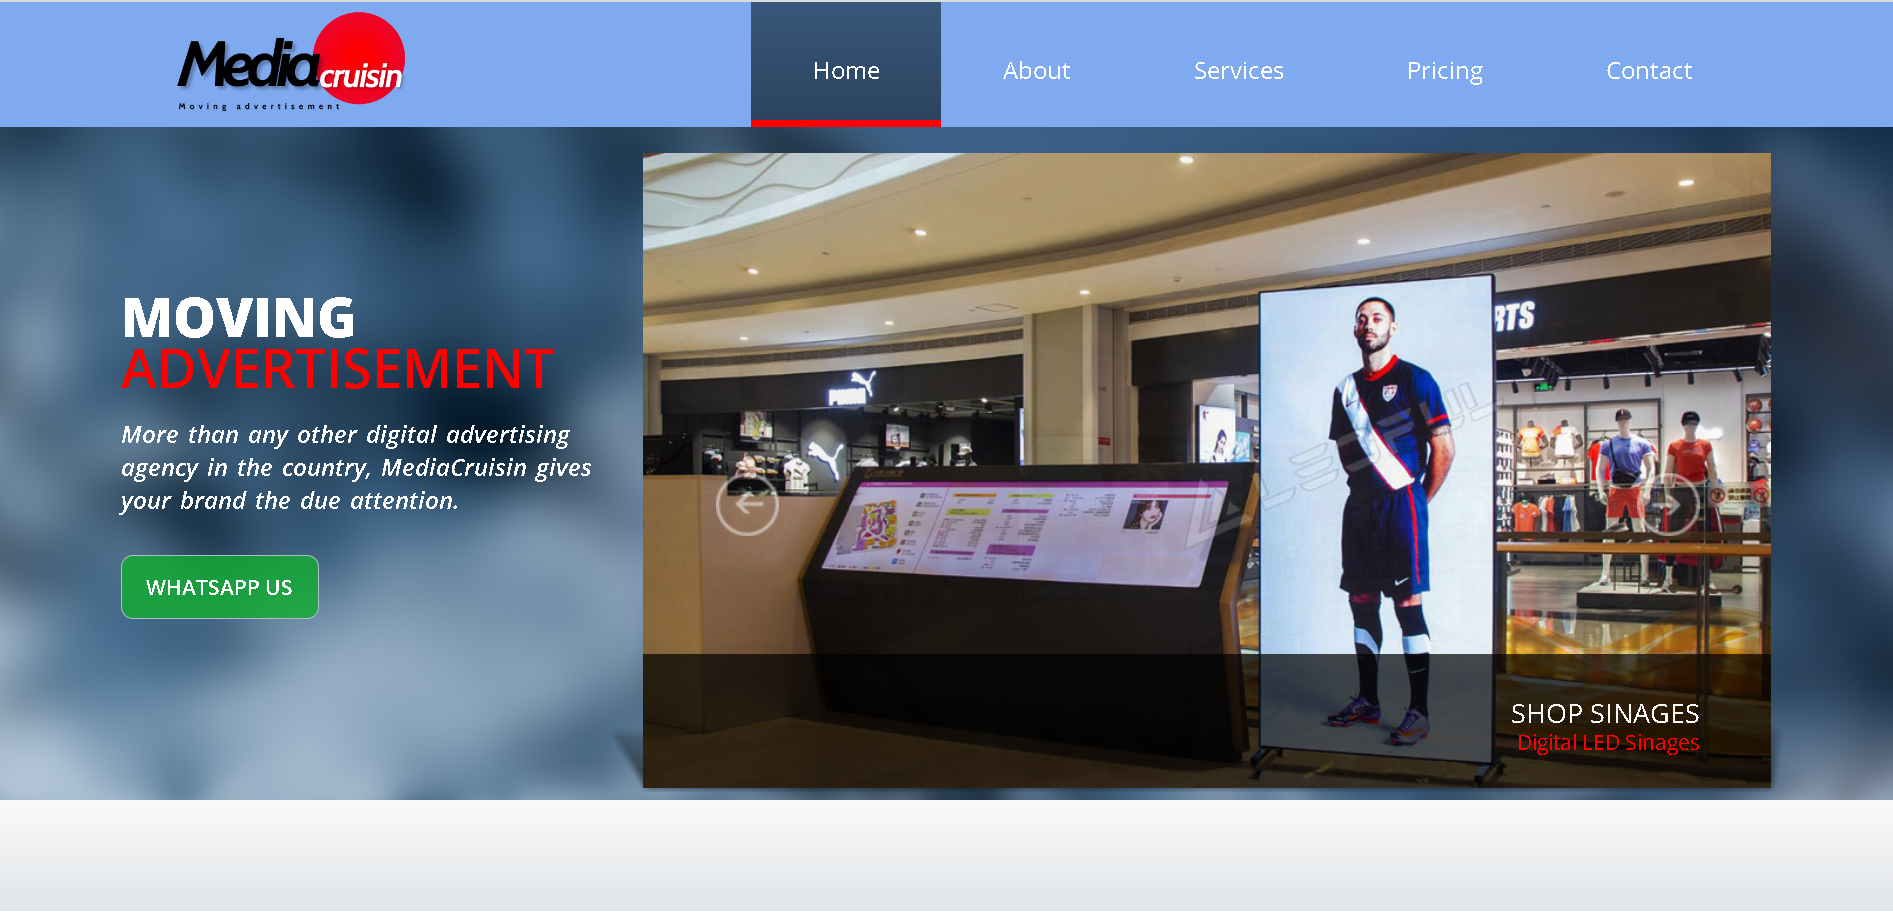 Media
cruisin
Moving advertisement
Home
About
Services
Pricing
Contact
MOVING
ADVERTISEMENT
More than any other digital advertising
agency in the country, MediaCruisin gives
your brand the due attention.
WHATSAPP US
RTS
PUMA
LEDFUL
SHOP SINAGES
Digital LED Sinages